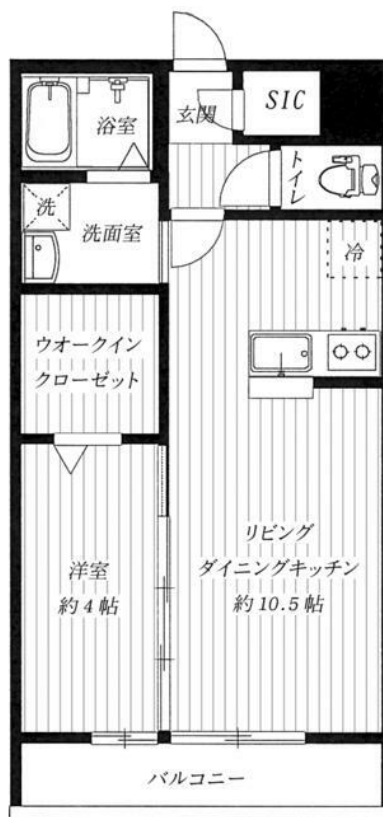 浴室
玄関
SIC
トイレ
洗
洗面室
冷
ウオークイン
クローゼット
リビング
ダイニングキッチン
約10.5帖
洋室
約4帖
バルコニー